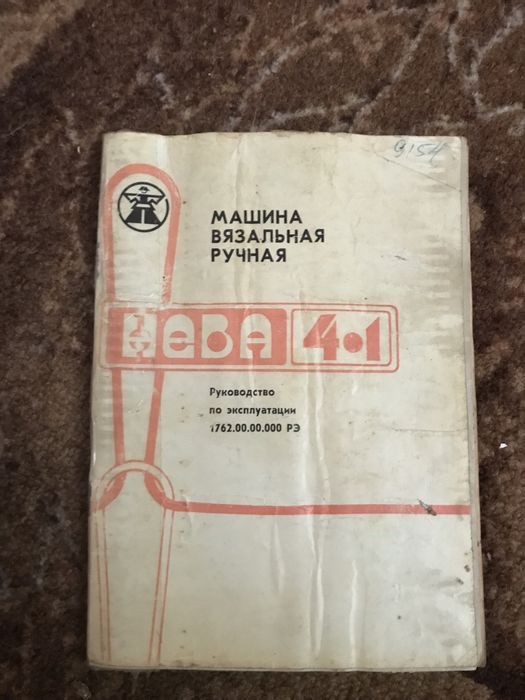 9154
МАШИНА
ВЯЗАЛЬНАЯ
РУЧНАЯ
НЕВА 4•1
Руководство
по эксплуатации
1762.00.00.000 РЭ